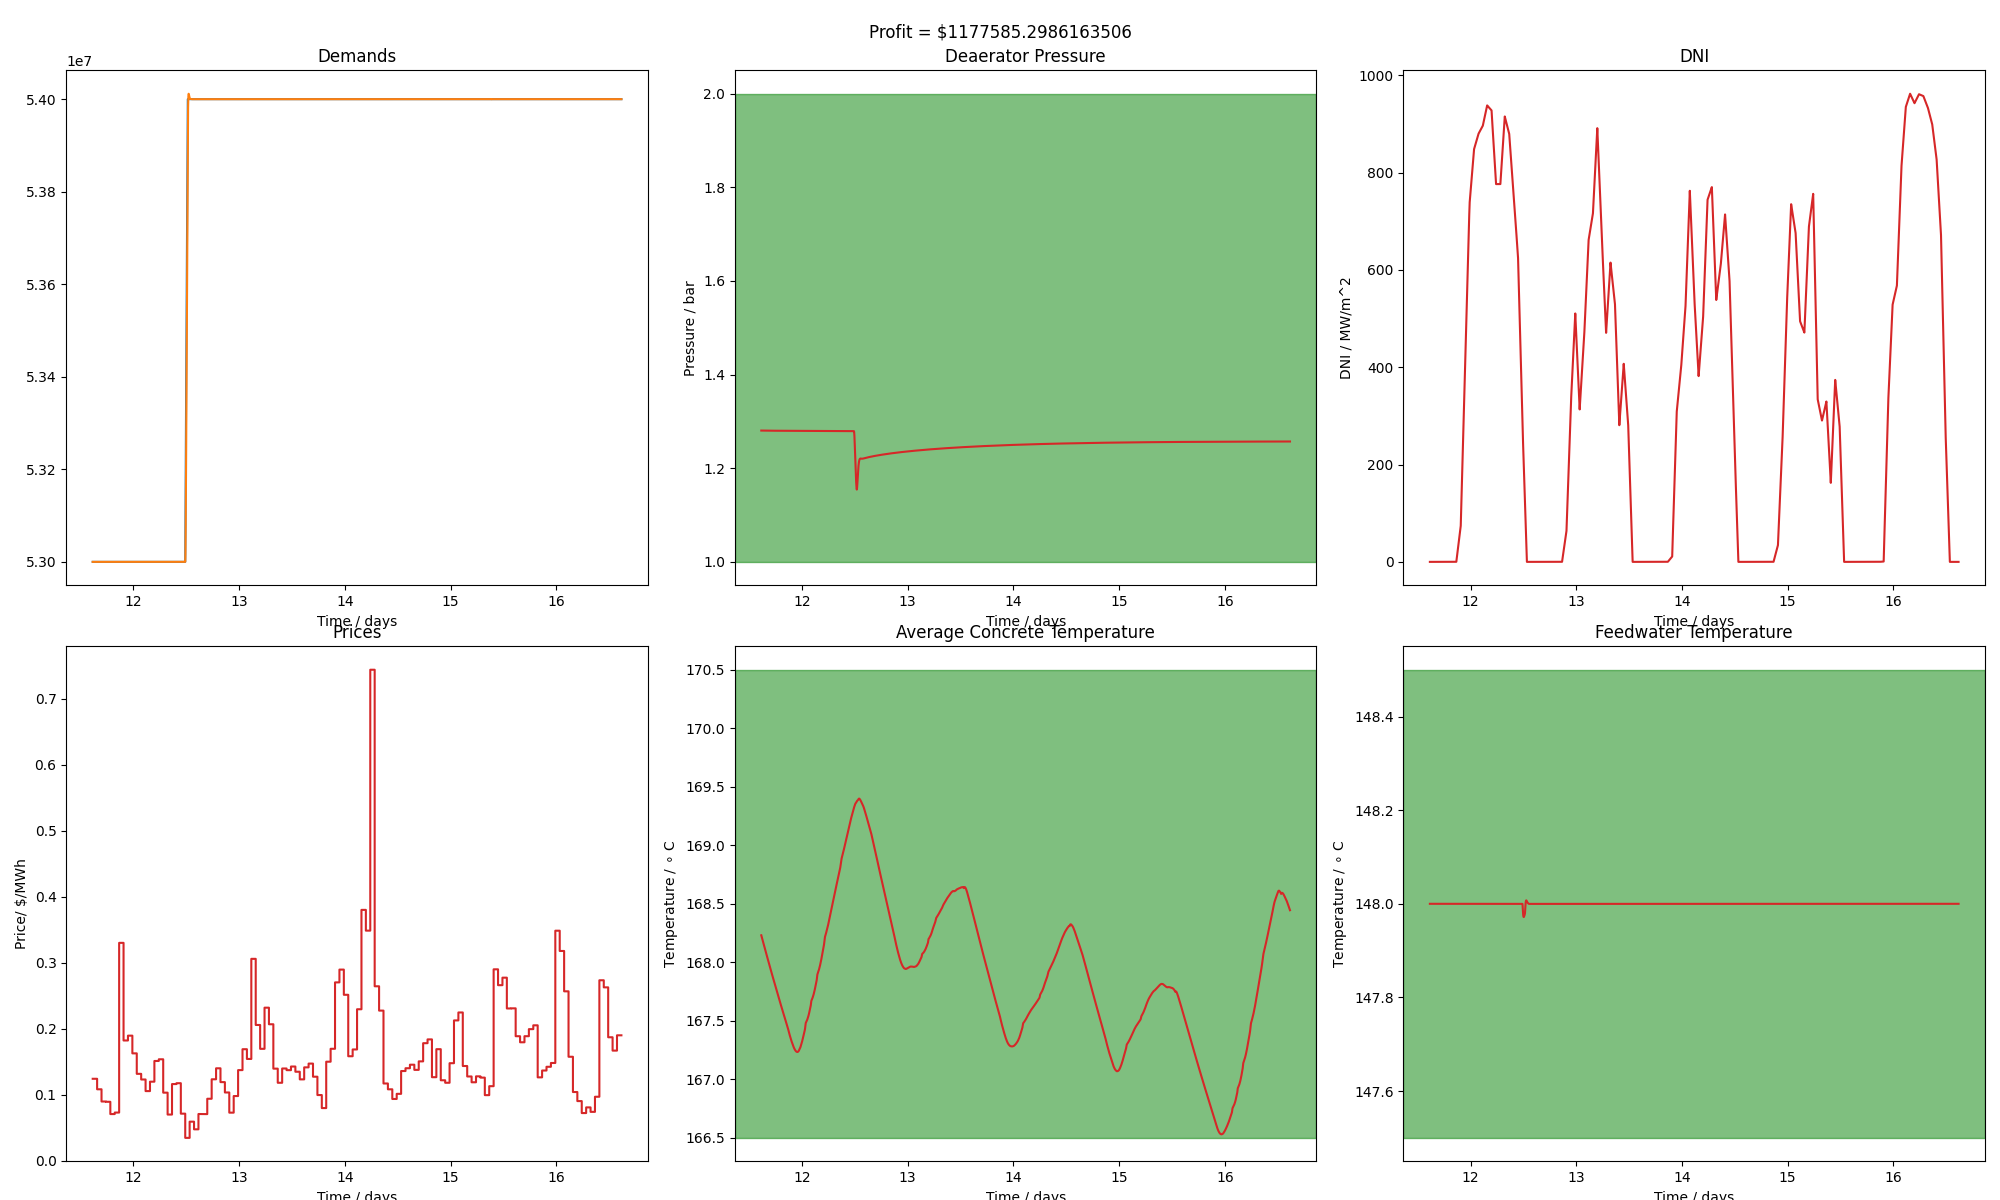 Profit = $1177585.2986163506
Demands
1e7
5.40
5.38
5.36
5.34
5.32
5.30
12 13 14 15 16
Time / days
Deaerator Pressure
Pressure / bar
2.0
1.8
1.6
1.4
1.2
1.0
12 13 14 15 16
Time / days
DNI
DNI / MW/m^2
1000
800
600
400
200
0
12 13 14 15 16
Time / days
Prices
Price/ $/MWh
0.7
0.6
0.5
0.4
0.3
0.2
0.1
0.0
12 13 14 15 16
Time / days
Average Concrete Temperature
Temperature / ∘ C
170.5
170.0
169.5
169.0
168.5
168.0
167.5
167.0
166.5
12 13 14 15 16
Time / days
Feedwater Temperature
Temperature / ∘ C
148.4
148.2
148.0
147.8
147.6
12 13 14 15 16
Time / days